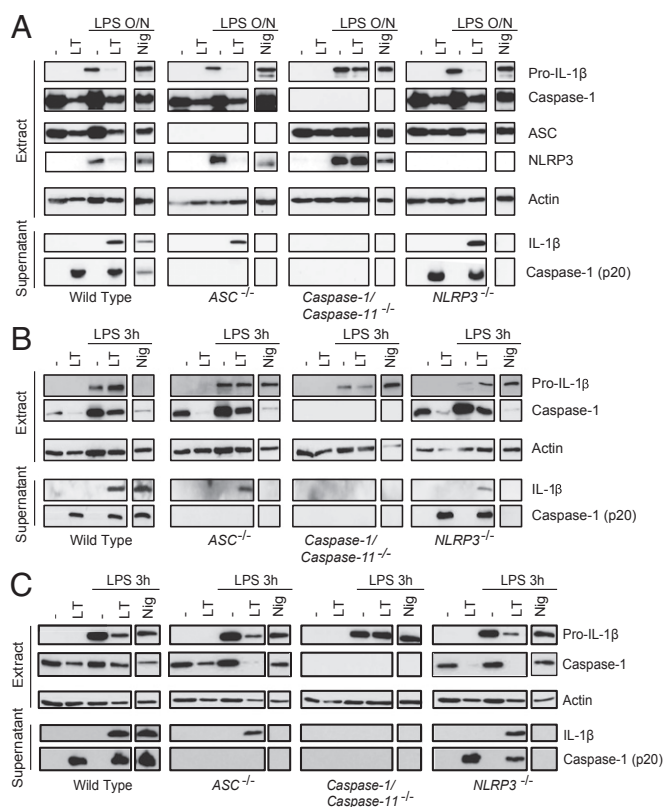 A
LPS O/N LPS O/N LPS O/N LPS O/N
- LT - LT Nig - LT - LT Nig - LT - LT Nig - LT - LT Nig
Extract
Pro-IL-1β
Caspase-1
ASC
NLRP3
Actin
Supernatant
IL-1β
Caspase-1 (p20)
Wild Type ASC -/- Caspase-1/ NLRP3 -/-
Caspase-11 -/-
B
LPS 3h LPS 3h LPS 3h LPS 3h
- LT - LT Nig - LT - LT Nig - LT - LT Nig - LT - LT Nig
Extract
Pro-IL-1β
Caspase-1
Actin
Supernatant
IL-1β
Caspase-1 (p20)
Wild Type ASC -/- Caspase-1/ NLRP3 -/-
Caspase-11 -/-
C
LPS 3h LPS 3h LPS 3h LPS 3h
- LT - LT Nig - LT - LT Nig - LT - LT Nig - LT - LT Nig
Extract
Pro-IL-1β
Caspase-1
Actin
Supernatant
IL-1β
Caspase-1 (p20)
Wild Type ASC -/- Caspase-1/ NLRP3 -/-
Caspase-11 -/-